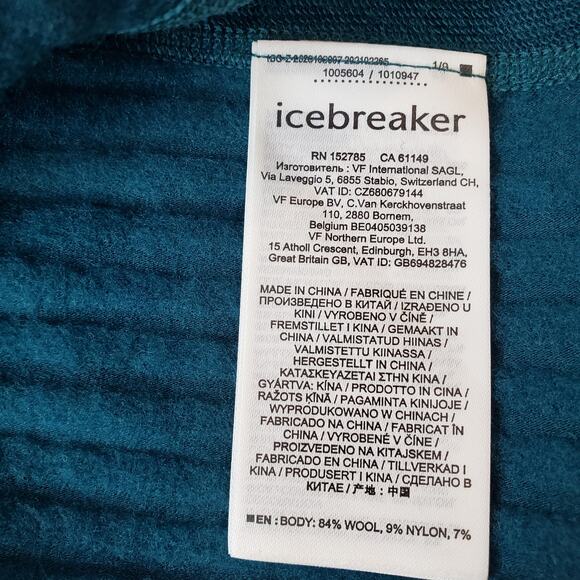 1/9
1005604 / 1010947
icebreaker
RN 152785 CA 61149
Изготовитель : VF International SAGL,
Via Laveggio 5, 6855 Stabio, Switzerland CH,
VAT ID: CZ680679144
VF Europe BV, C.Van Kerckhovenstraat
110, 2880 Bornem,
Belgium BE0405039138
VF Northern Europe Ltd.
15 Atholl Crescent, Edinburgh, EH3 8HA,
Great Britain GB, VAT ID: GB694828476
MADE IN CHINA / FABRIQUÉ EN CHINE /
ПРОИЗВЕДЕНО В КИТАЙ / IZRAĐENO U
KINI / VYROBENO V ČÍNĚ /
FREMSTILLET I KINA / GEMAAKT IN
CHINA / VALMISTATUD HIINAS /
VALMISTETTU KIINASSA /
HERGESTELLT IN CHINA /
ΚΑΤΑΣΚΕΥΑΖΕΤΑΙ ΣΤΗΝ ΚΙΝΑ /
GYÁRTVA: KÍNA / PRODOTTO IN CINA /
RAŽOTS ĶĪNĀ / PAGAMINTA KINIJOJE /
WYPRODUKOWANO W CHINACH /
FABRICADO NA CHINA / FABRICAT ÎN
CHINA / VYROBENÉ V ČÍNE /
PROIZVEDENO NA KITAJSKEM /
FABRICADO EN CHINA / TILLVERKAD I
KINA / PRODUSERT I KINA / СДЕЛАНО В
КИТАЕ / 产地 : 中国
EN : BODY: 84% WOOL, 9% NYLON, 7%